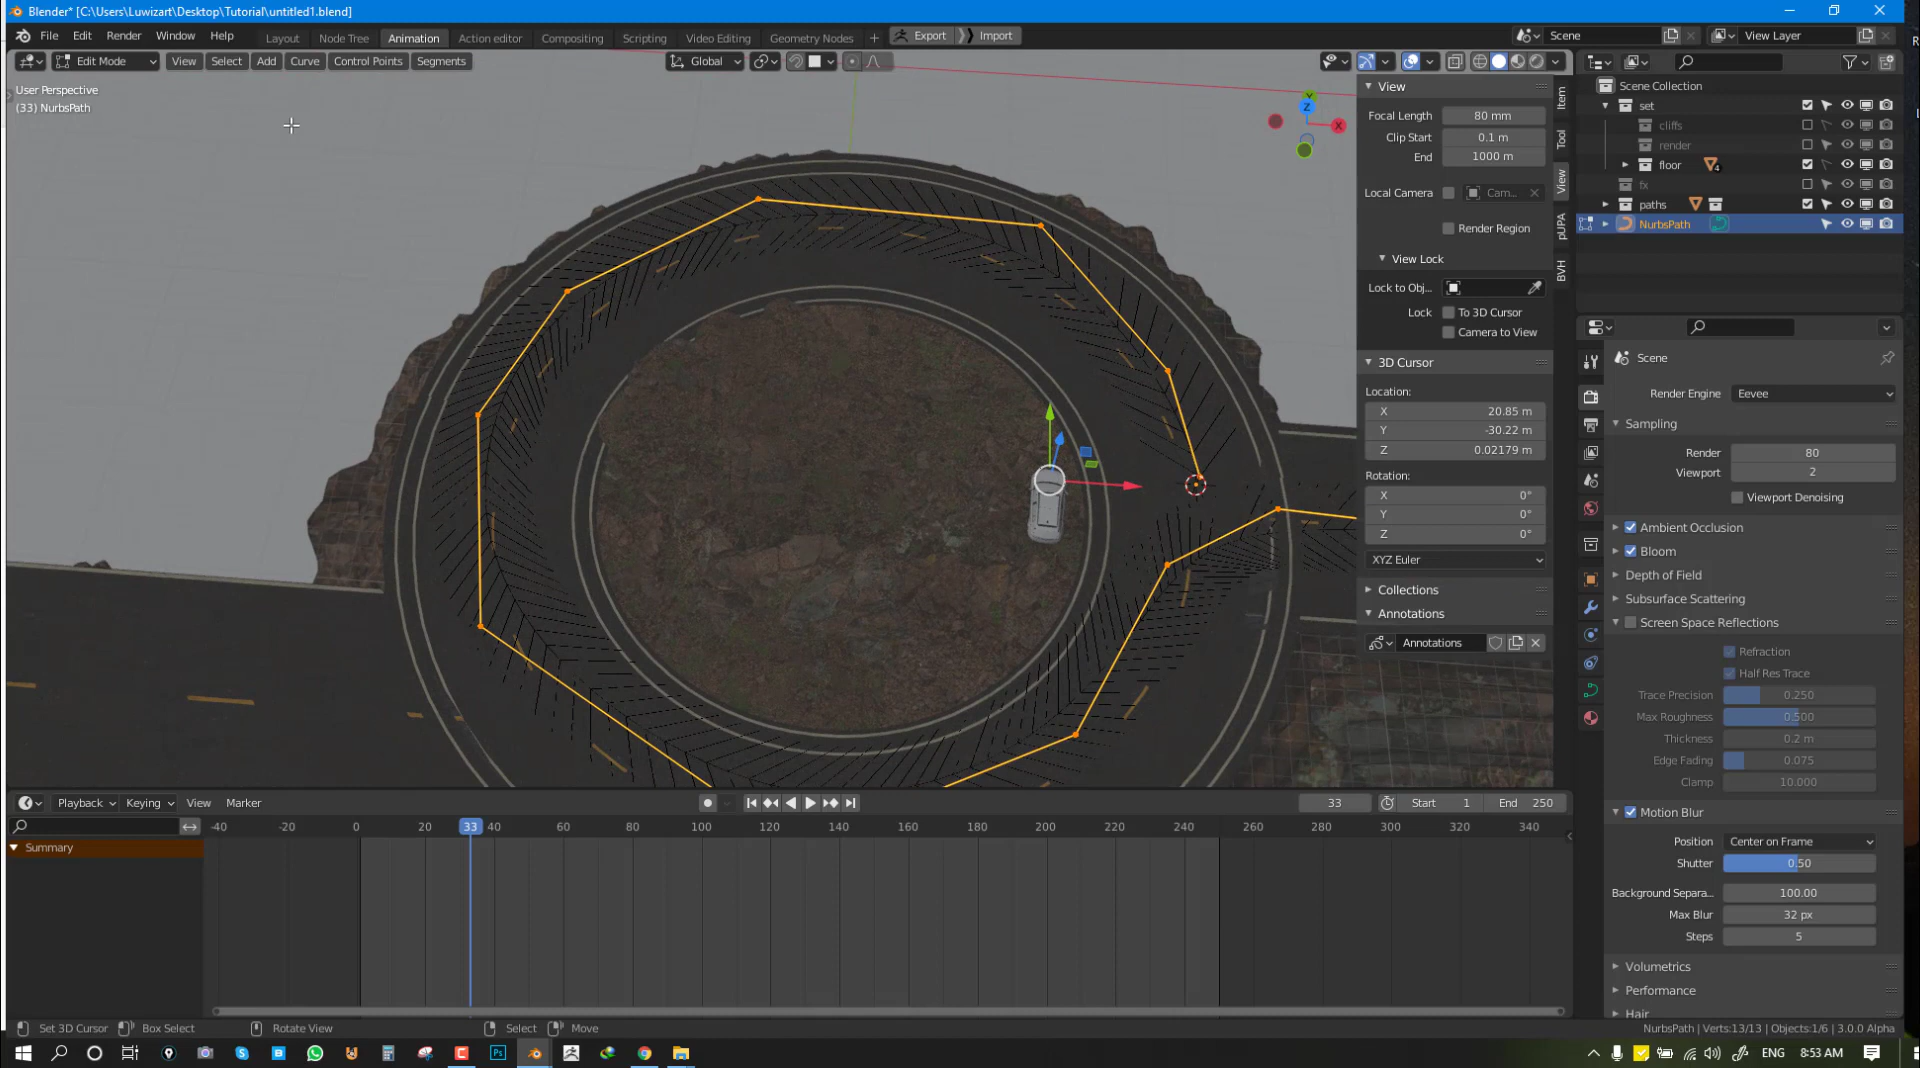 Blender* [C:\Users\Luwizart\Desktop\Tutorial\untitled1.blend]
File Edit Render Window Help Layout Node Tree Animation Action editor Compositing Scripting Video Editing Geometry Nodes + Export Import Scene View Layer
Edit Mode View Select Add Curve Control Points Segments Global
User Perspective
(33) NurbsPath
Z
Y
X
View
Focal Length 80 mm
Clip Start 0.1 m
End 1000 m
Local Camera Cam...
Render Region
View Lock
Lock to Obj...
Lock To 3D Cursor
Camera to View
3D Cursor
Location:
X 20.85 m
Y -30.22 m
Z 0.02179 m
Rotation:
X 0°
Y 0°
Z 0°
XYZ Euler
Collections
Annotations
Annotations
Item
Tool
View
pUPA
BVH
Scene Collection
set
cliffs
render
floor 4
fx
paths
NurbsPath
Scene
Render Engine Eevee
Sampling
Render 80
Viewport 2
Viewport Denoising
Ambient Occlusion
Bloom
Depth of Field
Subsurface Scattering
Screen Space Reflections
Refraction
Half Res Trace
Trace Precision 0.250
Max Roughness 0.500
Thickness 0.2 m
Edge Fading 0.075
Clamp 10.000
Motion Blur
Position Center on Frame
Shutter 0.50
Background Separa... 100.00
Max Blur 32 px
Steps 5
Volumetrics
Performance
Hair
Playback Keying View Marker 33 Start 1 End 250
-40 -20 0 20 33 40 60 80 100 120 140 160 180 200 220 240 260 280 300 320 340
Summary
Set 3D Cursor Box Select Rotate View Select Move NurbsPath | Verts:13/13 | Objects:1/6 | 3.0.0 Alpha
Ps ENG 8:53 AM